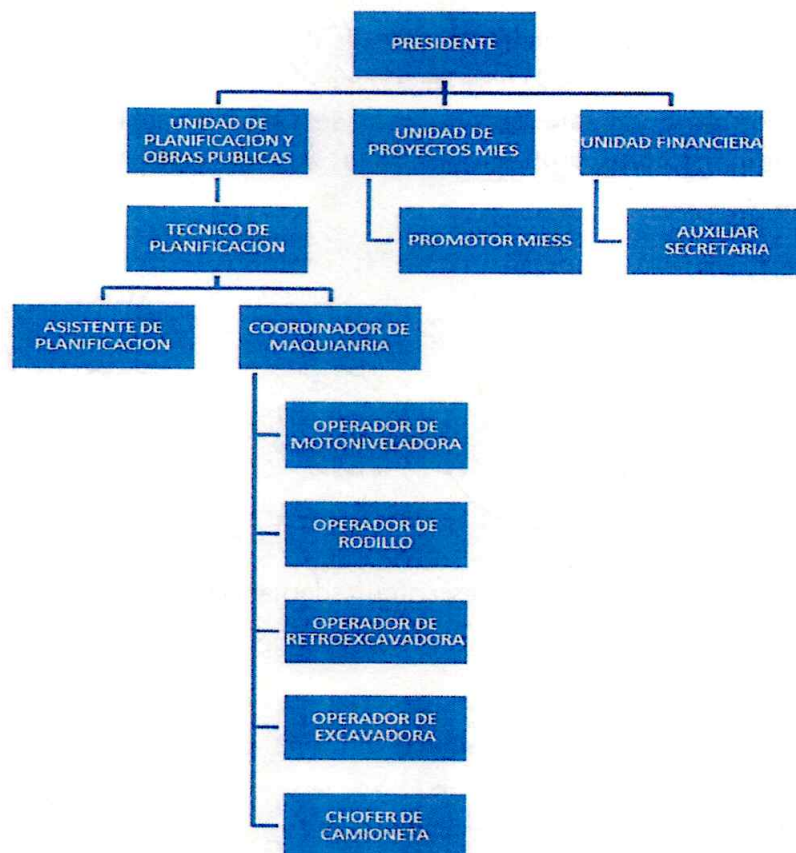 PRESIDENTE
UNIDAD DE
PLANIFICACION Y
OBRAS PUBLICAS
UNIDAD DE
PROYECTOS MIES
UNIDAD FINANCIERA
TECNICO DE
PLANIFICACION
PROMOTOR MIESS
AUXILIAR
SECRETARIA
ASISTENTE DE
PLANIFICACION
COORDINADOR DE
MAQUIANRIA
OPERADOR DE
MOTONIVELADORA
OPERADOR DE
RODILLO
OPERADOR DE
RETROEXCAVADORA
OPERADOR DE
EXCAVADORA
CHOFER DE
CAMIONETA